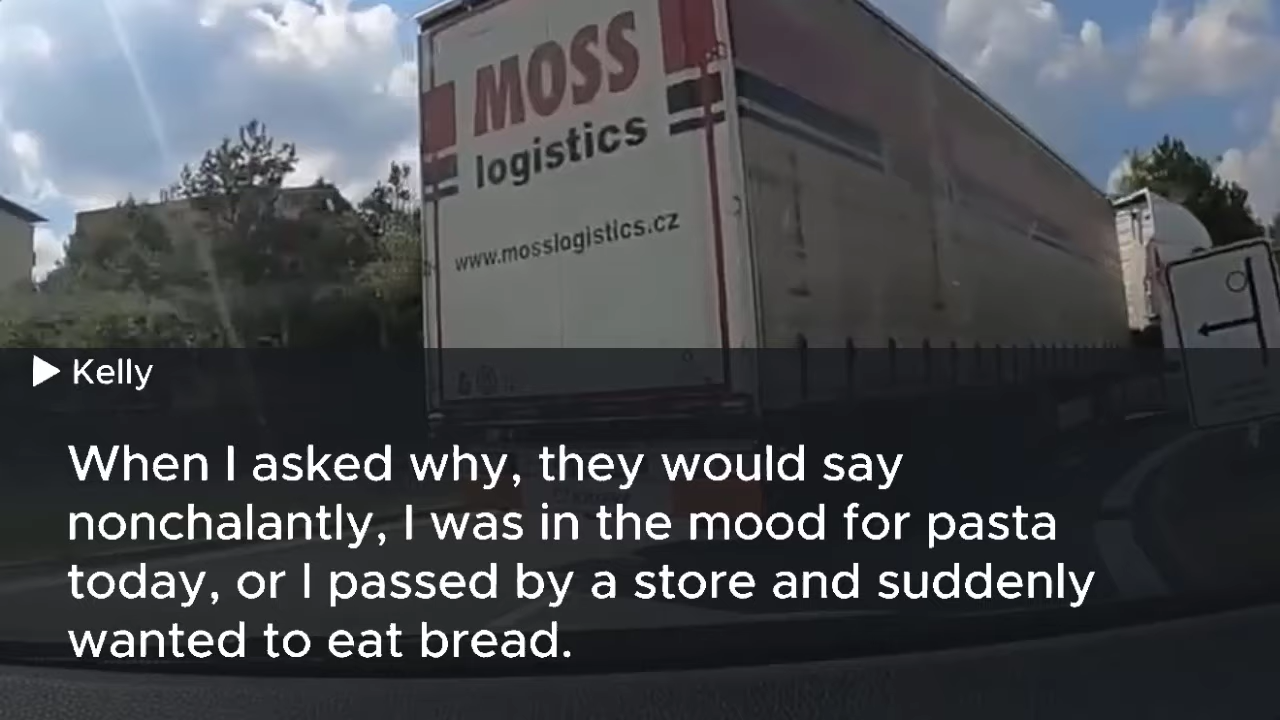 MOSS
logistics
www.mosslogistics.cz
Kelly
When I asked why, they would say
nonchalantly, I was in the mood for pasta
today, or I passed by a store and suddenly
wanted to eat bread.